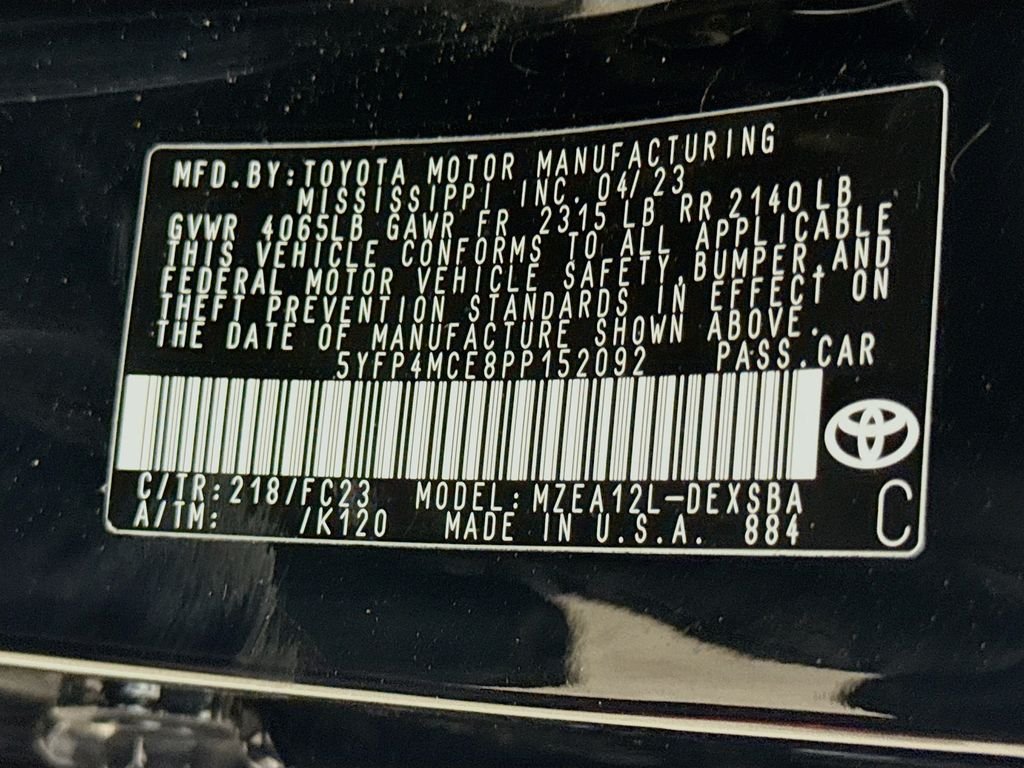 MFD.BY:TOYOTA MOTOR MANUFACTURING
MISSISSIPPI INC. 04/23
GVWR 4065LB GAWR FR 2315 LB RR 2140 LB
THIS VEHICLE CONFORMS TO ALL APPLICABLE
FEDERAL MOTOR VEHICLE SAFETY,BUMPER,AND
THEFT PREVENTION STANDARDS IN EFFECT ON
THE DATE OF MANUFACTURE SHOWN ABOVE.
5YFP4MCE8PP152092 PASS.CAR
C/TR:218/FC23 MODEL:MZEA12L-DEXSBA
A/TM: /K120 MADE IN U.S.A. 884 C